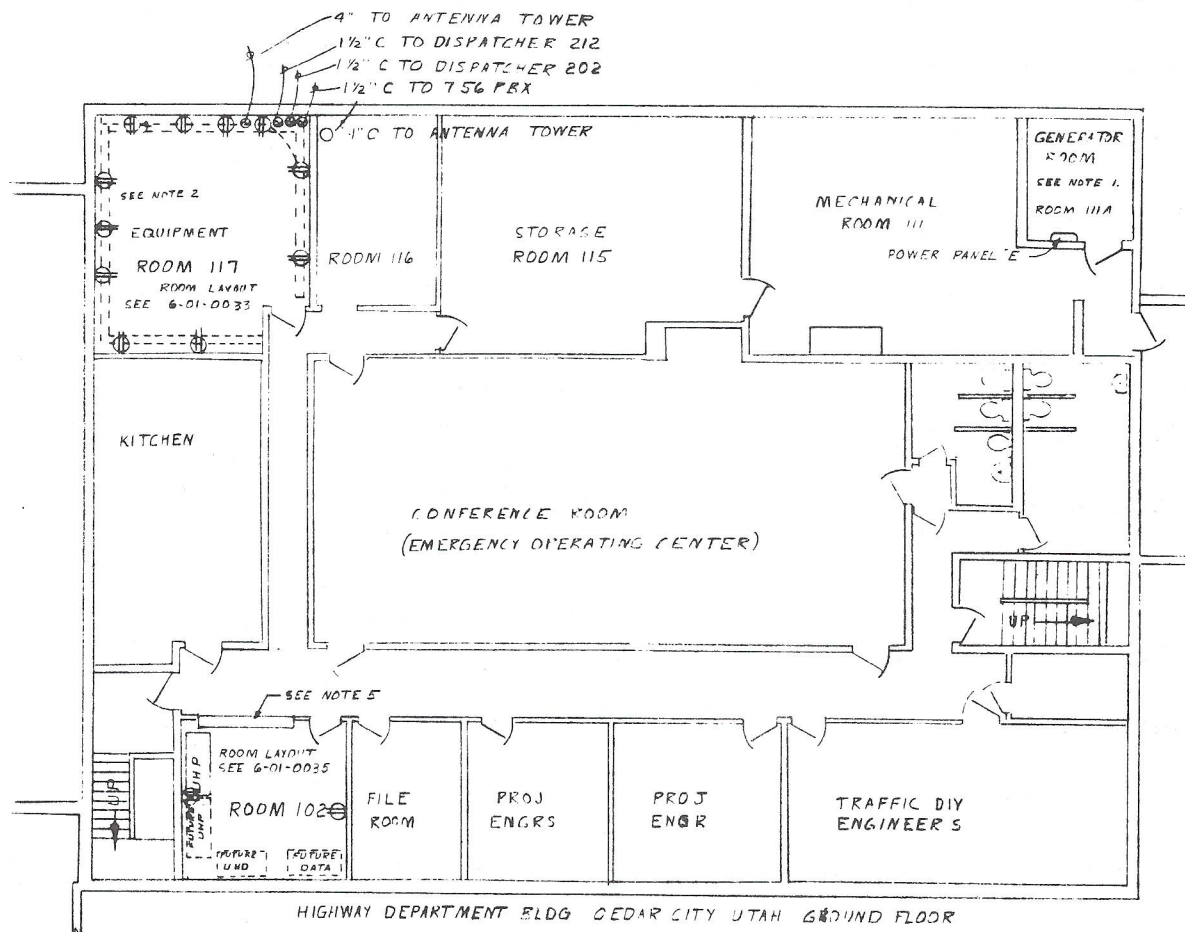 4" TO ANTENNA TOWER
1½" C TO DISPATCHER 212
1½" C TO DISPATCHER 202
1½" C TO 756 PBX
4" C TO ANTENNA TOWER
SEE NOTE 2
EQUIPMENT
ROOM 117
ROOM LAYOUT
SEE 6-01-0033
ROOM 116
STORAGE
ROOM 115
MECHANICAL
ROOM 111
GENERATOR
ROOM
SEE NOTE 1.
ROOM 111A
POWER PANEL "E"
KITCHEN
CONFERENCE ROOM
(EMERGENCY OPERATING CENTER)
UP
SEE NOTE 5
UP
ROOM LAYOUT
SEE 6-01-0035
UHP
ROOM 102
FUTURE
UHP
FUTURE
UHD
FUTURE
DATA
FILE
ROOM
PROJ
ENGRS
PROJ
ENGR
TRAFFIC DIV
ENGINEERS
HIGHWAY DEPARTMENT BLDG CEDAR CITY UTAH GROUND FLOOR